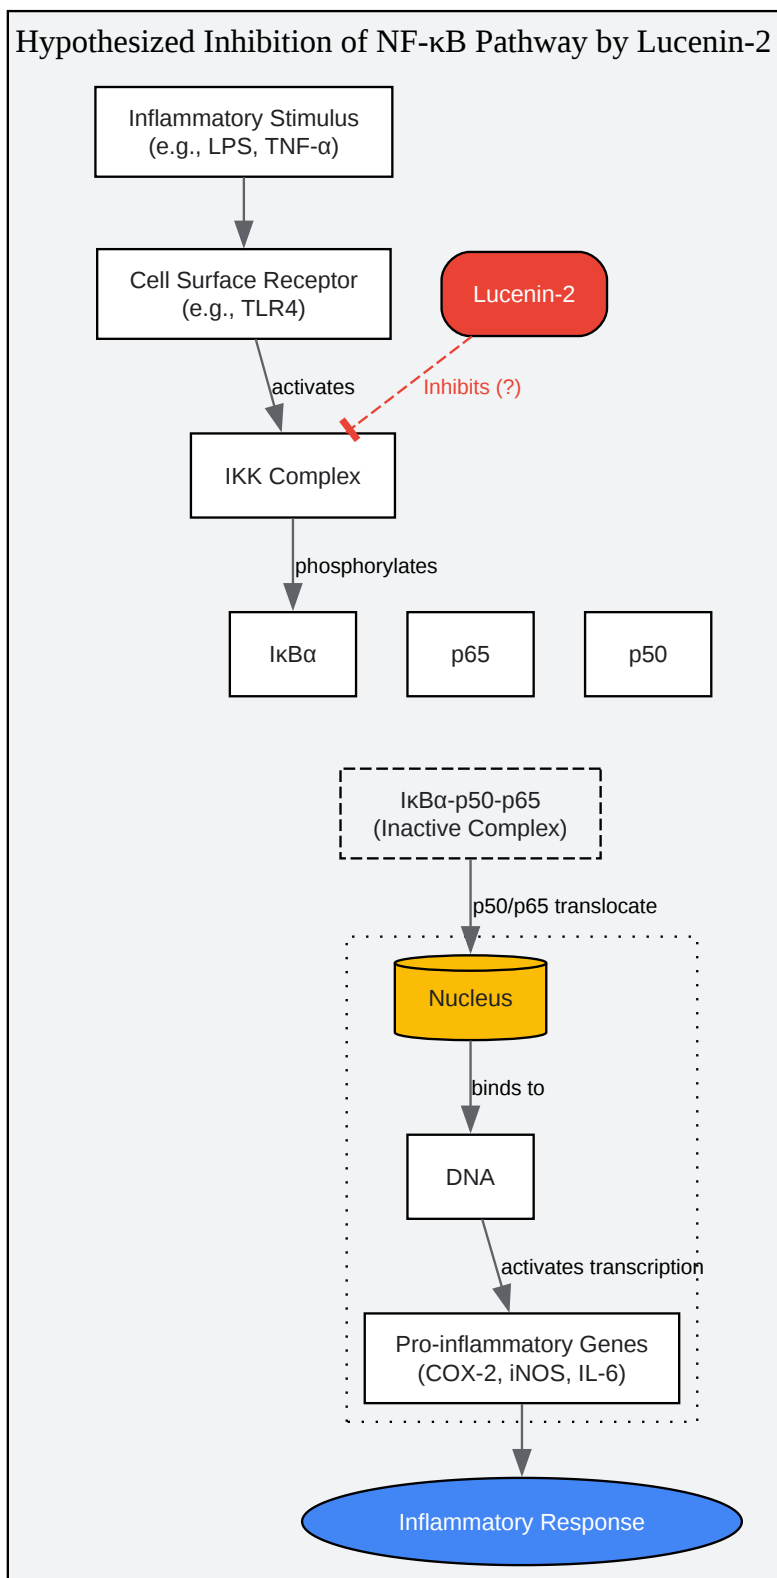 Hypothesized Inhibition of NF-κB Pathway by Lucenin-2
Inflammatory Stimulus
(e.g., LPS, TNF-α)
Cell Surface Receptor
(e.g., TLR4)
Lucenin-2
activates
Inhibits (?)
IKK Complex
phosphorylates
IκBα
p65
p50
IκBα-p50-p65
(Inactive Complex)
p50/p65 translocate
Nucleus
binds to
DNA
activates transcription
Pro-inflammatory Genes
(COX-2, iNOS, IL-6)
Inflammatory Response